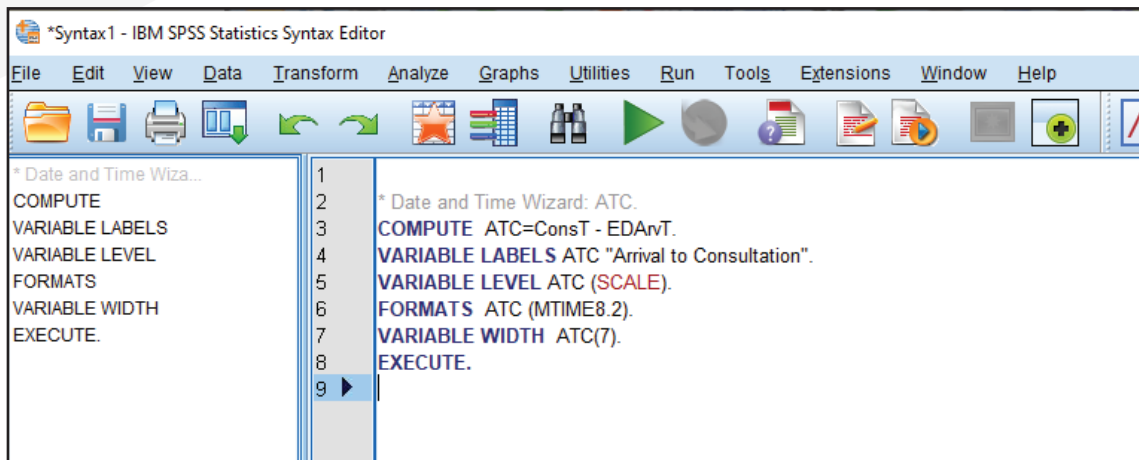 *Syntax1 - IBM SPSS Statistics Syntax Editor
File Edit View Data Transform Analyze Graphs Utilities Run Tools Extensions Window Help
* Date and Time Wiza...
COMPUTE
VARIABLE LABELS
VARIABLE LEVEL
FORMATS
VARIABLE WIDTH
EXECUTE.
1
2 * Date and Time Wizard: ATC.
3 COMPUTE ATC=ConsT - EDArvT.
4 VARIABLE LABELS ATC "Arrival to Consultation".
5 VARIABLE LEVEL ATC (SCALE).
6 FORMATS ATC (MTIME8.2).
7 VARIABLE WIDTH ATC(7).
8 EXECUTE.
9